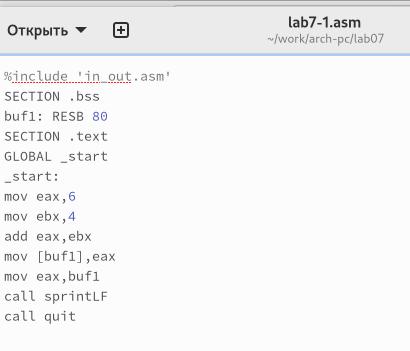 Открыть
lab7-1.asm
~/work/arch-pc/lab07
%include 'in_out.asm'
SECTION .bss
buf1: RESB 80
SECTION .text
GLOBAL _start
_start:
mov eax,6
mov ebx,4
add eax,ebx
mov [buf1],eax
mov eax,buf1
call sprintLF
call quit